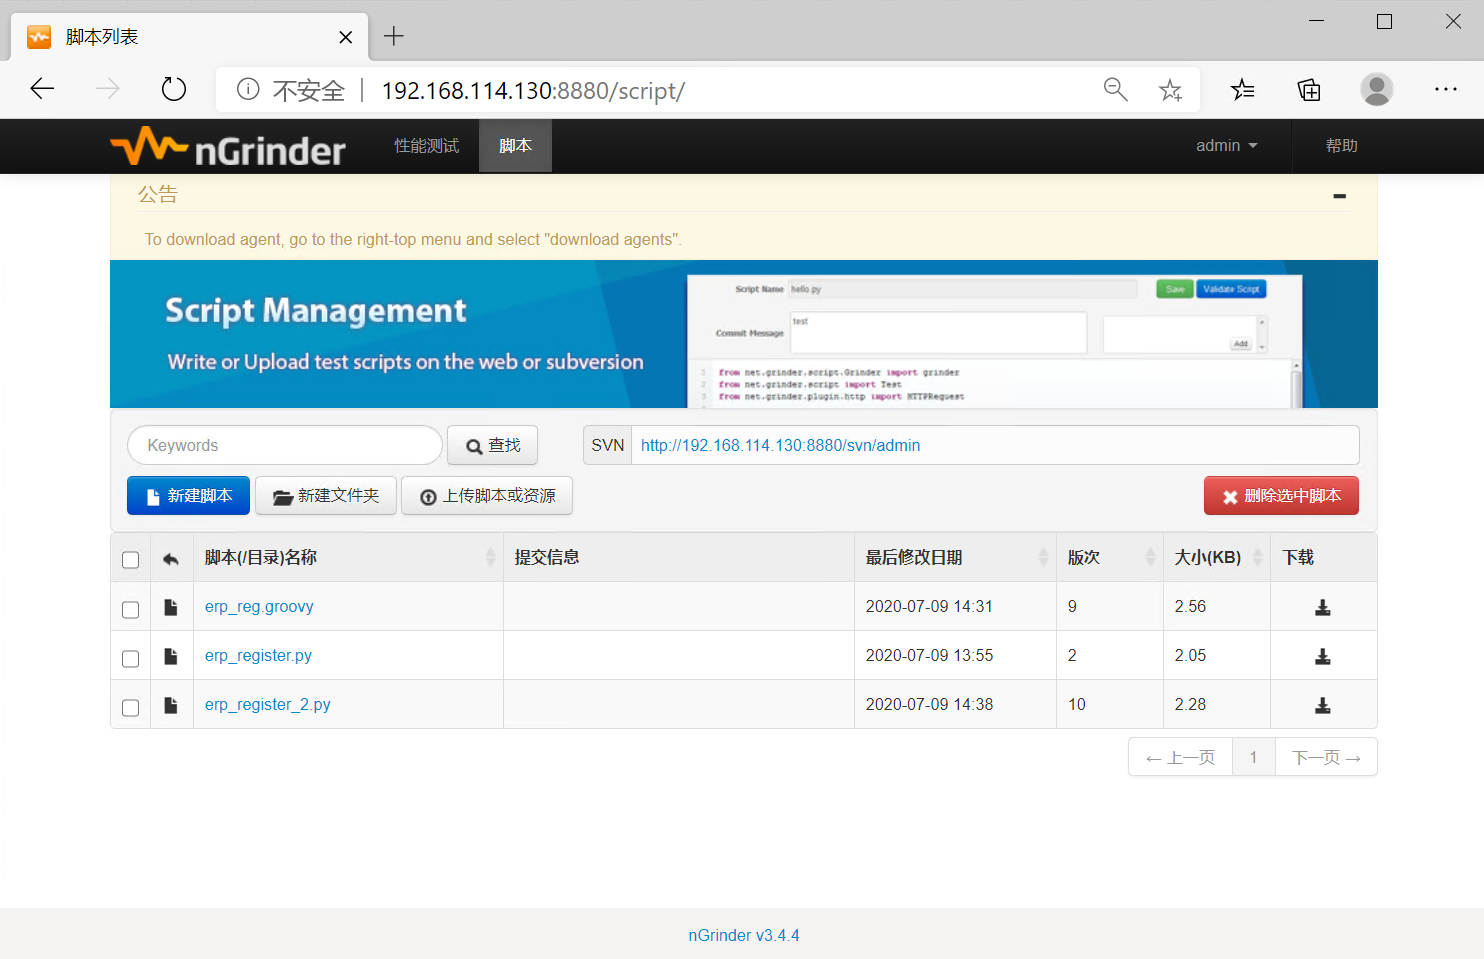 脚本列表
不安全 | 192.168.114.130:8880/script/
nGrinder 性能测试 脚本 admin 帮助
公告
To download agent, go to the right-top menu and select "download agents".
Script Management
Write or Upload test scripts on the web or subversion
Script Name hello.py Save Validate Script
Commit Message test Add
1 from net.grinder.script.Grinder import grinder
2 from net.grinder.script import Test
3 from net.grinder.plugin.http import HTTPRequest
Keywords 查找 SVN http://192.168.114.130:8880/svn/admin
新建脚本 新建文件夹 上传脚本或资源 删除选中脚本
脚本(/目录)名称 提交信息 最后修改日期 版次 大小(KB) 下载
erp_reg.groovy 2020-07-09 14:31 9 2.56
erp_register.py 2020-07-09 13:55 2 2.05
erp_register_2.py 2020-07-09 14:38 10 2.28
← 上一页 1 下一页 →
nGrinder v3.4.4